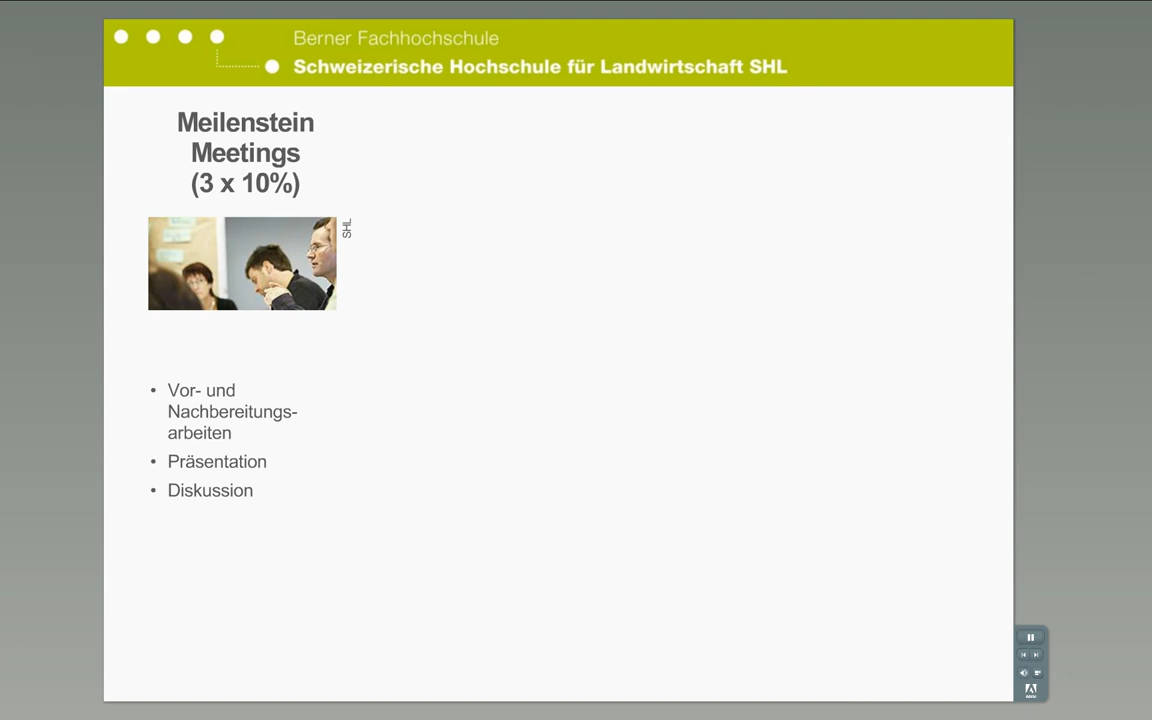 Berner Fachhochschule
Schweizerische Hochschule für Landwirtschaft SHL
Meilenstein
Meetings
(3 x 10%)
SHL
• Vor- und
Nachbereitungs-
arbeiten
• Präsentation
• Diskussion